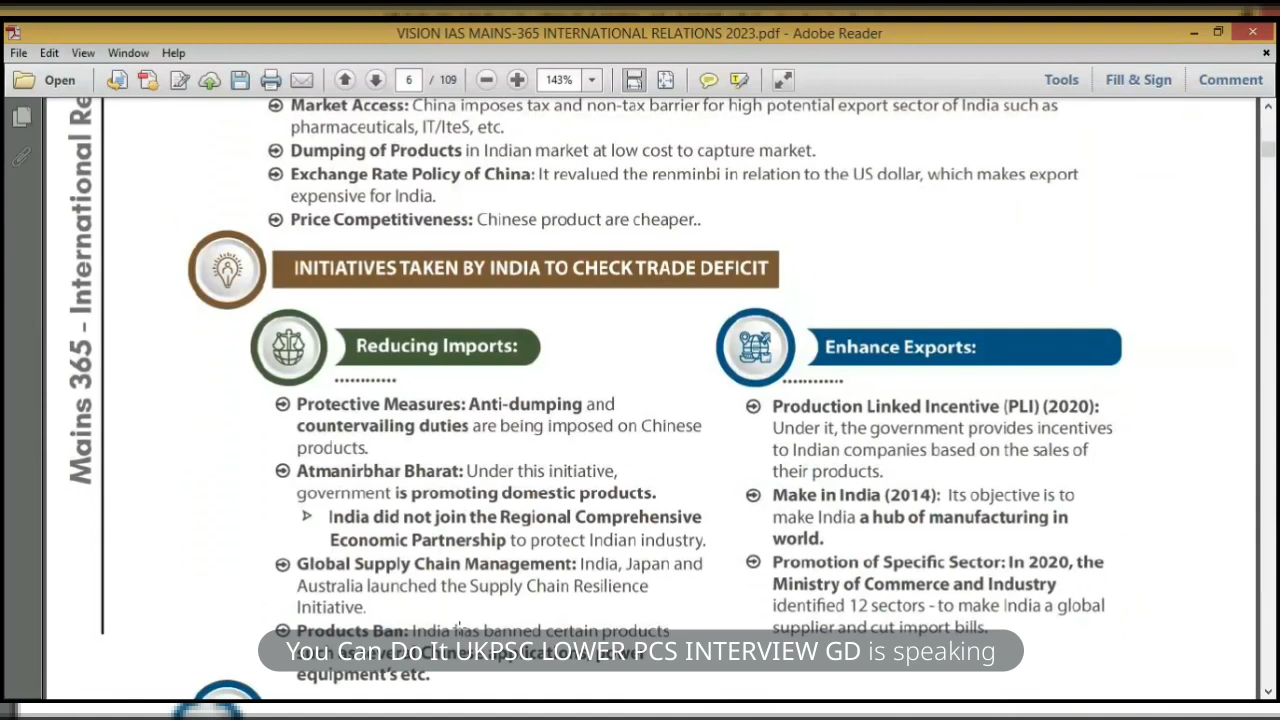 VISION IAS MAINS-365 INTERNATIONAL RELATIONS 2023.pdf - Adobe Reader
File Edit View Window Help
Open 6 / 109 143% Tools Fill & Sign Comment
Mains 365 - International Re
Market Access: China imposes tax and non-tax barrier for high potential export sector of India such as
pharmaceuticals, IT/IteS, etc.
Dumping of Products in Indian market at low cost to capture market.
Exchange Rate Policy of China: It revalued the renminbi in relation to the US dollar, which makes export
expensive for India.
Price Competitiveness: Chinese product are cheaper..
INITIATIVES TAKEN BY INDIA TO CHECK TRADE DEFICIT
Reducing Imports:
Protective Measures: Anti-dumping and
countervailing duties are being imposed on Chinese
products.
Atmanirbhar Bharat: Under this initiative,
government is promoting domestic products.
India did not join the Regional Comprehensive
Economic Partnership to protect Indian industry.
Global Supply Chain Management: India, Japan and
Australia launched the Supply Chain Resilience
Initiative.
Products Ban: India has banned certain products
equipment's etc.
Enhance Exports:
Production Linked Incentive (PLI) (2020):
Under it, the government provides incentives
to Indian companies based on the sales of
their products.
Make in India (2014): Its objective is to
make India a hub of manufacturing in
world.
Promotion of Specific Sector: In 2020, the
Ministry of Commerce and Industry
identified 12 sectors - to make India a global
supplier and cut import bills.
You Can Do It UKPSC LOWER PCS INTERVIEW GD is speaking